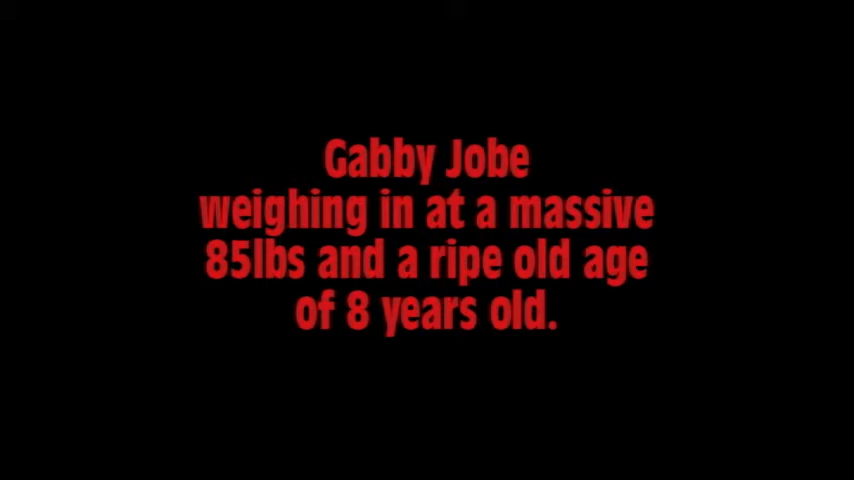 Gabby Jobe
weighing in at a massive
85lbs and a ripe old age
of 8 years old.